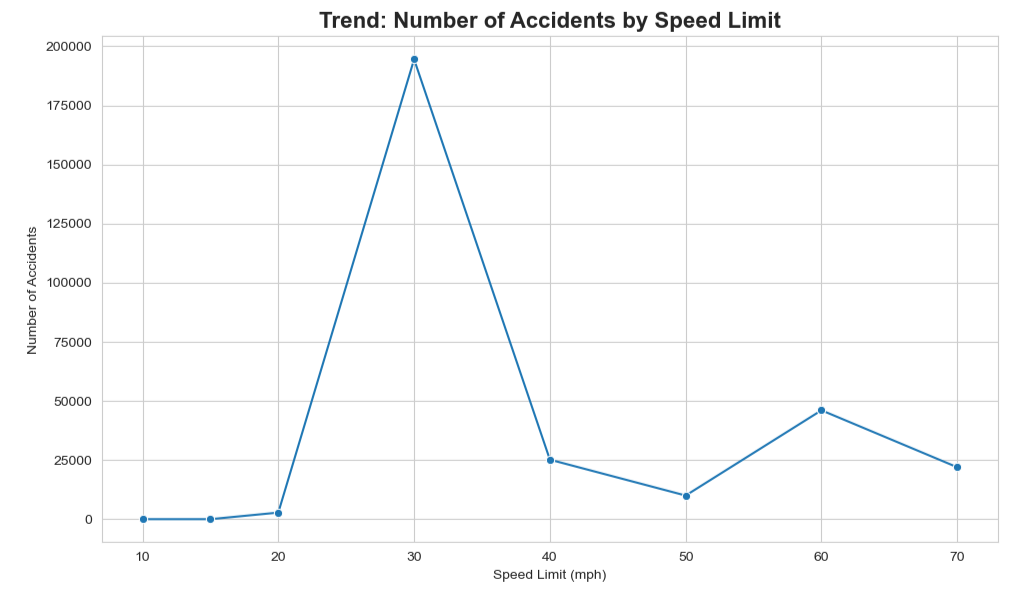 Trend: Number of Accidents by Speed Limit
200000
175000
150000
125000
100000
75000
50000
25000
0
Number of Accidents
10 20 30 40 50 60 70
Speed Limit (mph)